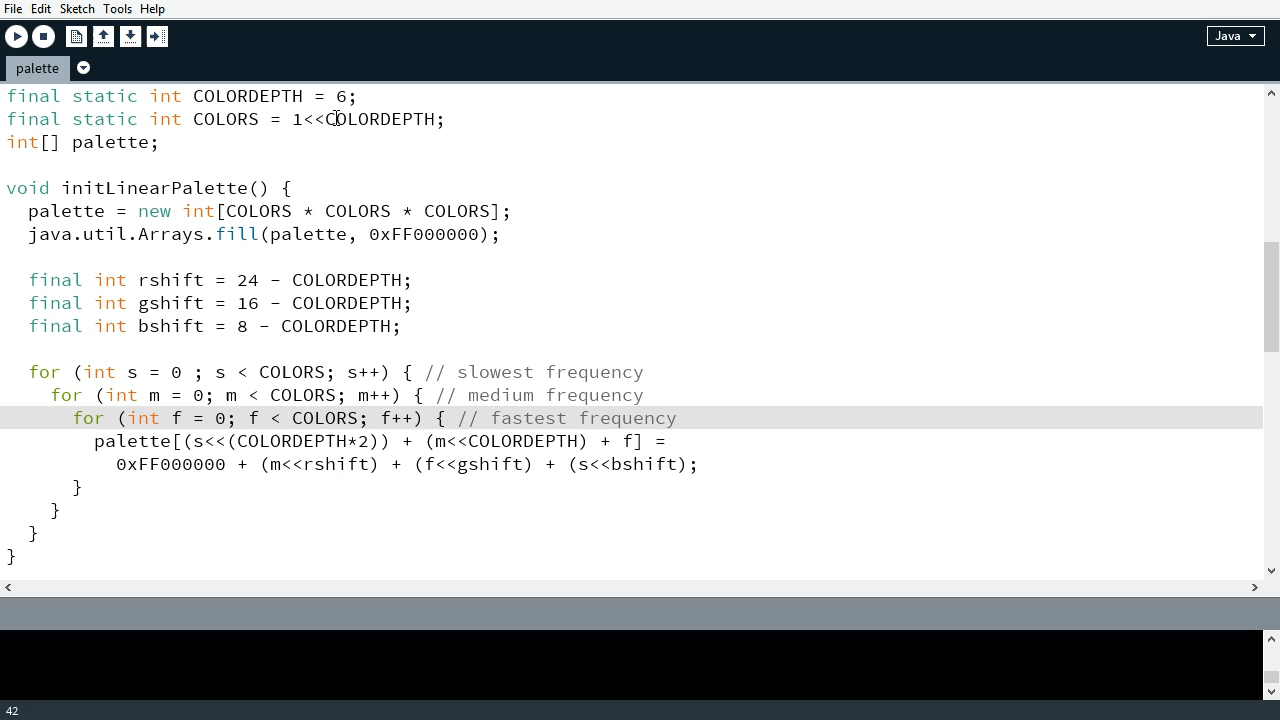 File Edit Sketch Tools Help
Java
palette
final static int COLORDEPTH = 6;
final static int COLORS = 1<<COLORDEPTH;
int[] palette;
void initLinearPalette() {
  palette = new int[COLORS * COLORS * COLORS];
  java.util.Arrays.fill(palette, 0xFF000000);
  final int rshift = 24 - COLORDEPTH;
  final int gshift = 16 - COLORDEPTH;
  final int bshift = 8 - COLORDEPTH;
  for (int s = 0 ; s < COLORS; s++) { // slowest frequency
    for (int m = 0; m < COLORS; m++) { // medium frequency
      for (int f = 0; f < COLORS; f++) { // fastest frequency
        palette[(s<<(COLORDEPTH*2)) + (m<<COLORDEPTH) + f] =
          0xFF000000 + (m<<rshift) + (f<<gshift) + (s<<bshift);
      }
    }
  }
}
42